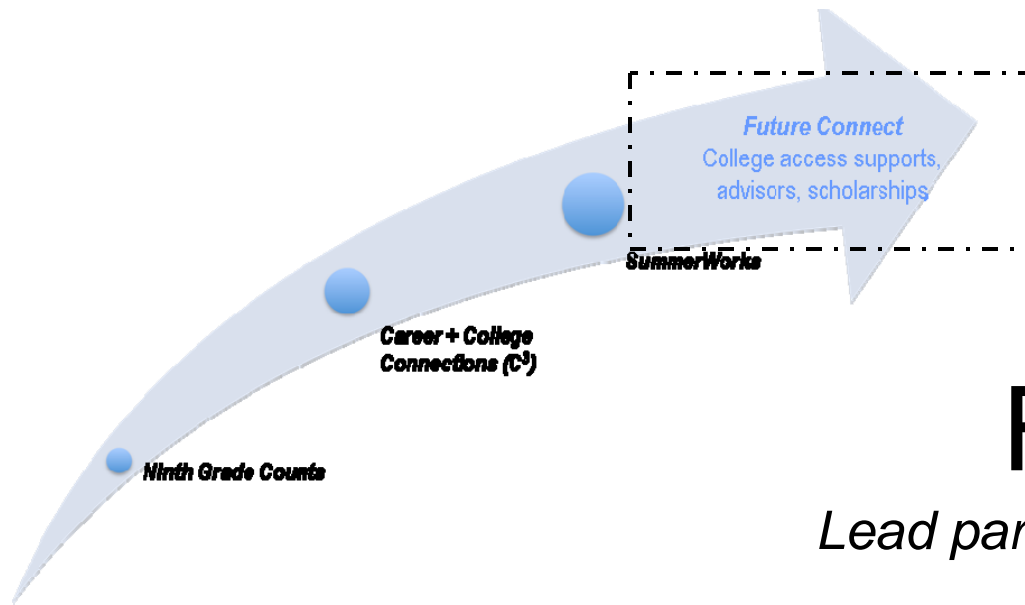 Future Connect
College access supports,
advisors, scholarships
SummerWorks
Career + College
Connections (C³)
Ninth Grade Counts
Lead par